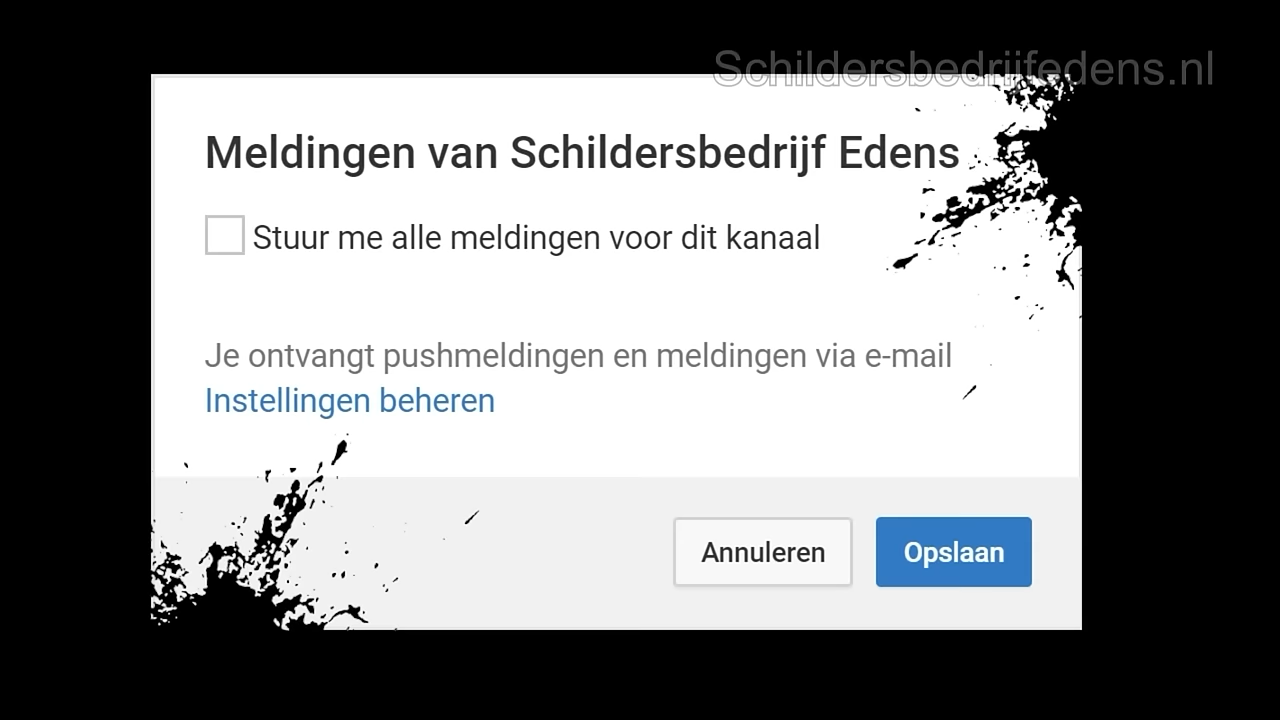 Schildersbedrijfedens.nl
Meldingen van Schildersbedrijf Edens
Stuur me alle meldingen voor dit kanaal
Je ontvangt pushmeldingen en meldingen via e-mail
Instellingen beheren
Annuleren
Opslaan